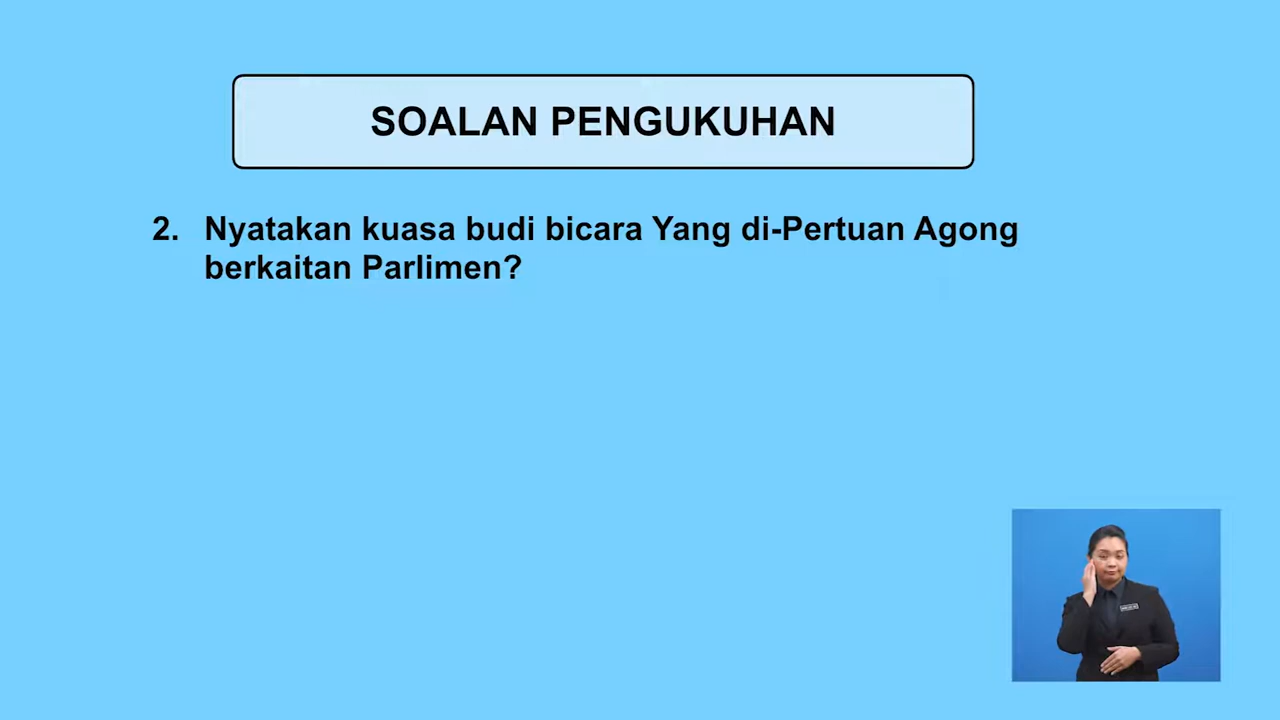 SOALAN PENGUKUHAN
2. Nyatakan kuasa budi bicara Yang di-Pertuan Agong
berkaitan Parlimen?